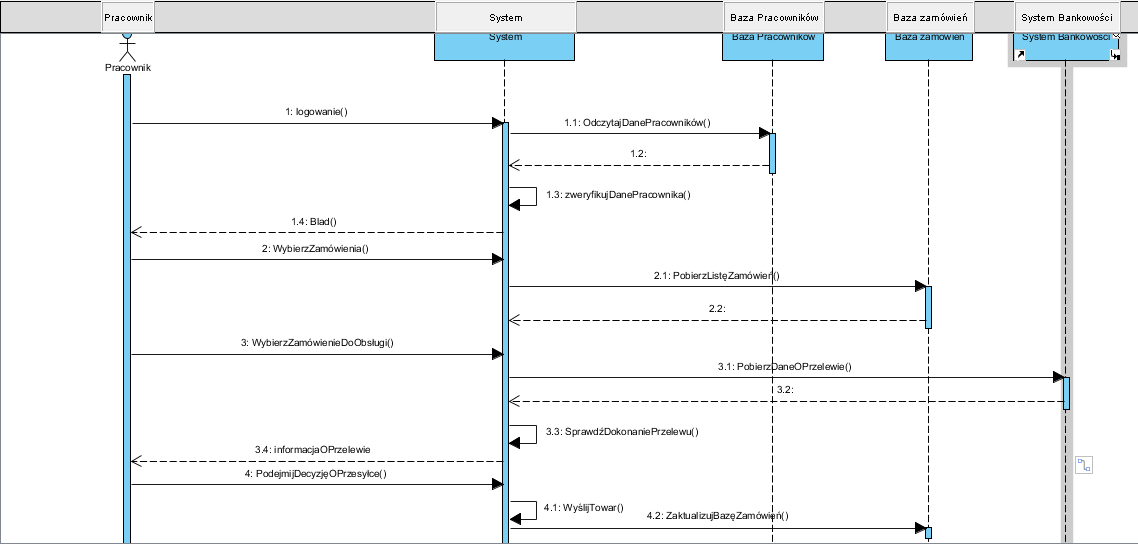 Pracownik
System
Baza Pracowników
Baza zamówień
System Bankowości
System
Baza Pracowników
Baza zamówień
System Bankowości
Pracownik
1: logowanie()
1.1: OdczytajDanePracowników()
1.2:
1.3: zweryfikujDanePracownika()
1.4: Blad()
2: WybierzZamówienia()
2.1: PobierzListęZamówień()
2.2:
3: WybierzZamówienieDoObsługi()
3.1: PobierzDaneOPrzelewie()
3.2:
3.3: SprawdźDokonaniePrzelewu()
3.4: informacjaOPrzelewie
4: PodejmijDecyzjęOPrzesyłce()
4.1: WyślijTowar()
4.2: ZaktualizujBazęZamówień()